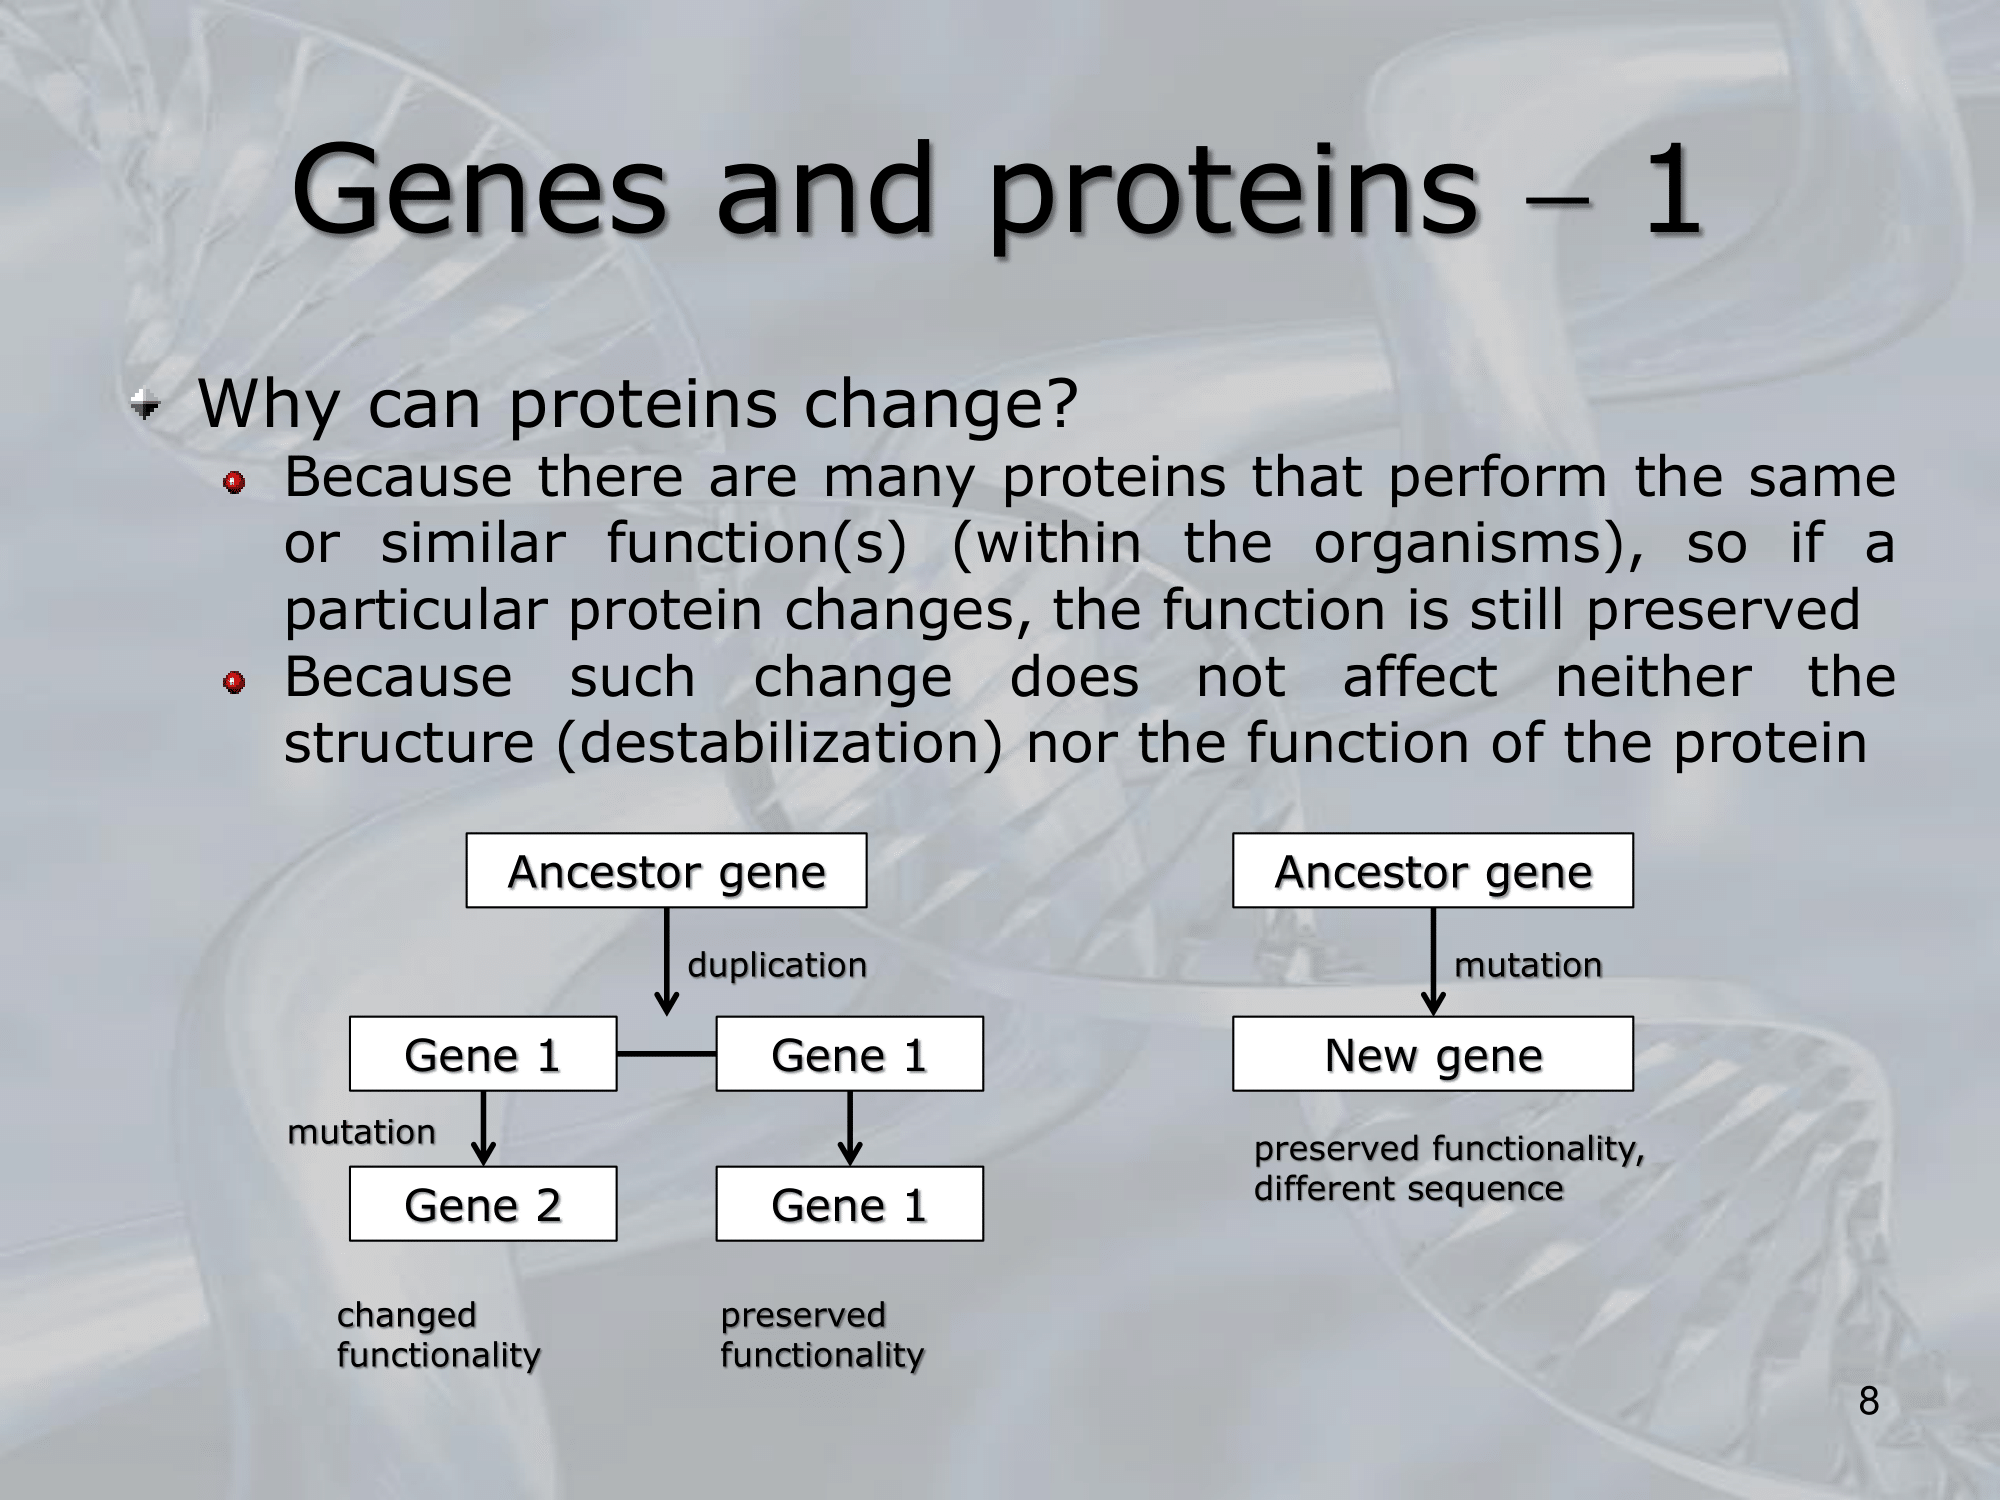 Genes and proteins – 1
Why can proteins change?
Because there are many proteins that perform the same
or similar function(s) (within the organisms), so if a
particular protein changes, the function is still preserved
Because such change does not affect neither the
structure (destabilization) nor the function of the protein
Ancestor gene
duplication
Gene 1
Gene 1
mutation
Gene 2
Gene 1
changed
functionality
preserved
functionality
Ancestor gene
mutation
New gene
preserved functionality,
different sequence
8